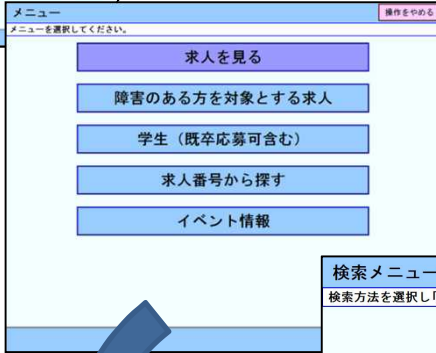 メニュー
操作をやめる
メニューを選択してください。
求人を見る
障害のある方を対象とする求人
学生(既卒応募可含む)
求人番号から探す
イベント情報
検索メニュー
検索方法を選択し「